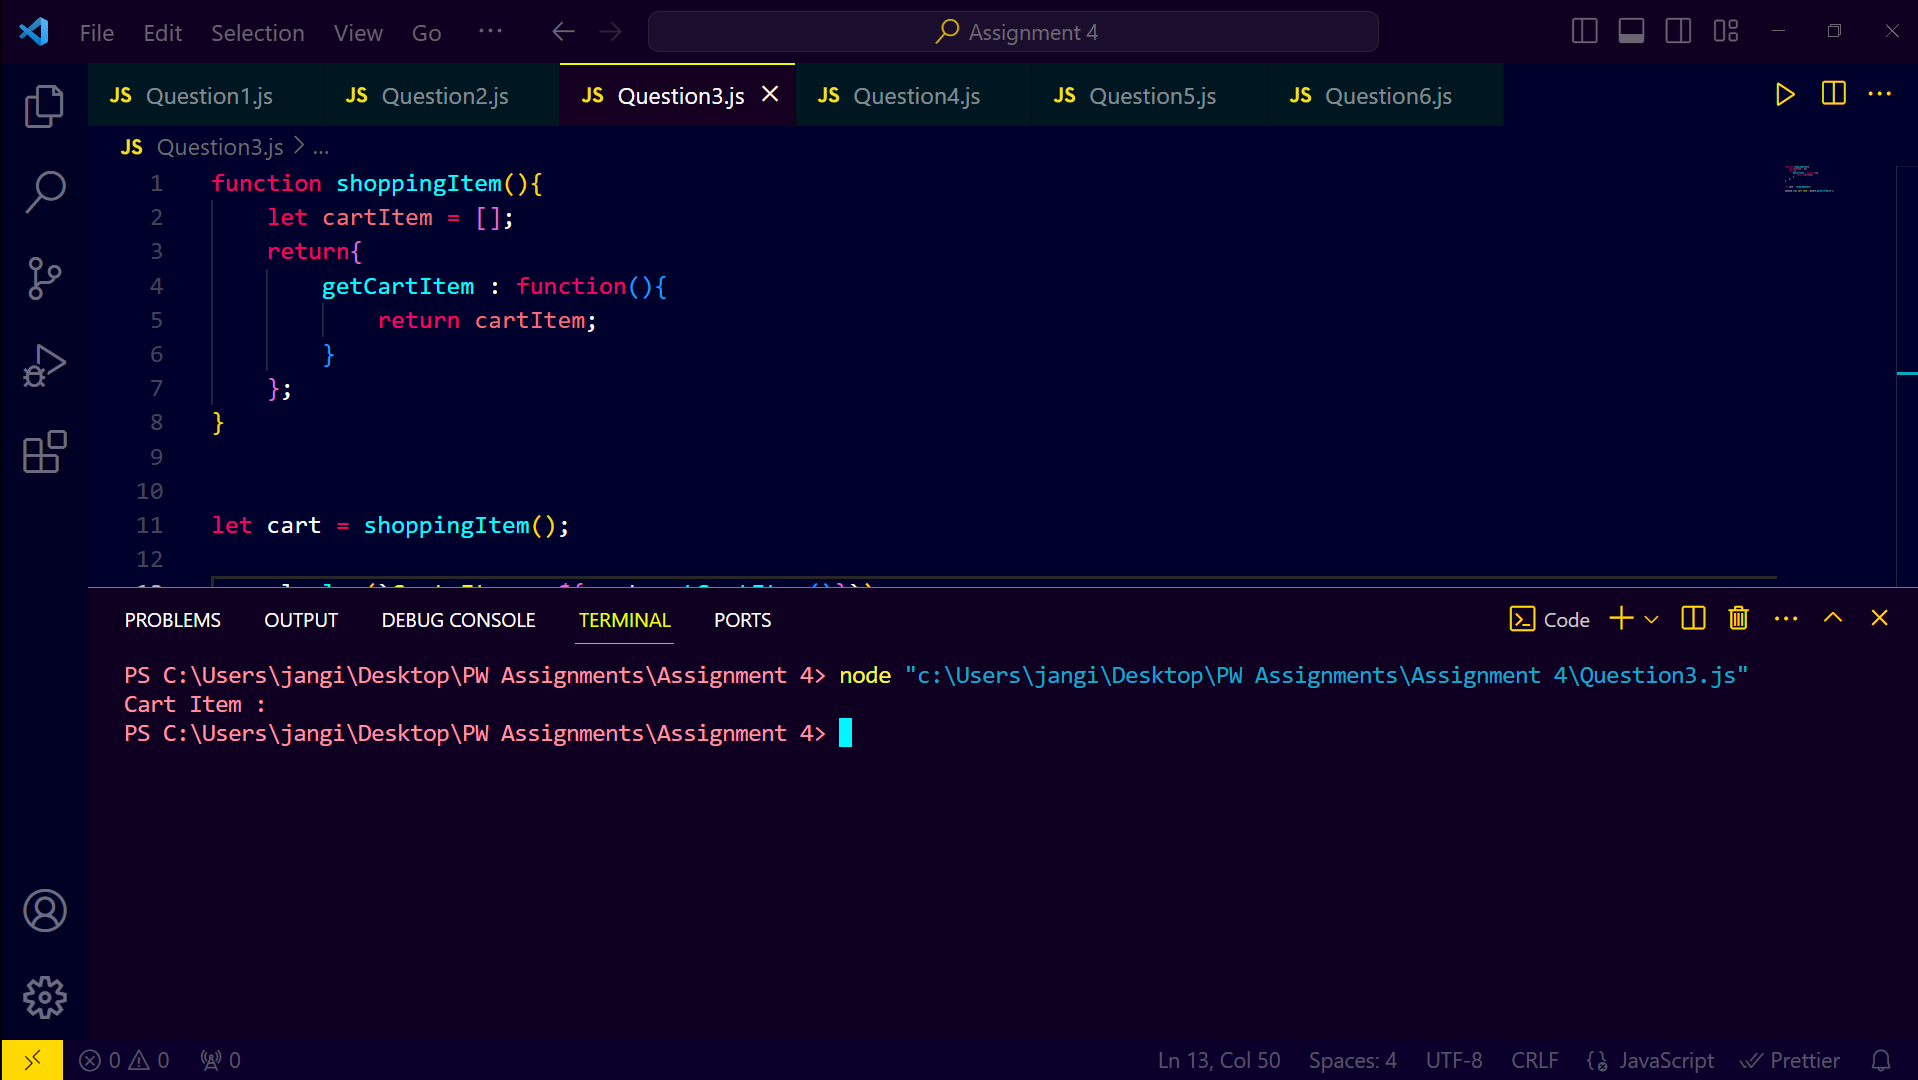 File Edit Selection View Go ... Assignment 4
JS Question1.js JS Question2.js JS Question3.js JS Question4.js JS Question5.js JS Question6.js
JS Question3.js > ...
1 function shoppingItem(){
2     let cartItem = [];
3     return{
4         getCartItem : function(){
5             return cartItem;
6         }
7     };
8 }
9
10
11 let cart = shoppingItem();
12
PROBLEMS OUTPUT DEBUG CONSOLE TERMINAL PORTS Code
PS C:\Users\jangi\Desktop\PW Assignments\Assignment 4> node "c:\Users\jangi\Desktop\PW Assignments\Assignment 4\Question3.js"
Cart Item :
PS C:\Users\jangi\Desktop\PW Assignments\Assignment 4>
0 0 0 Ln 13, Col 50 Spaces: 4 UTF-8 CRLF {} JavaScript Prettier